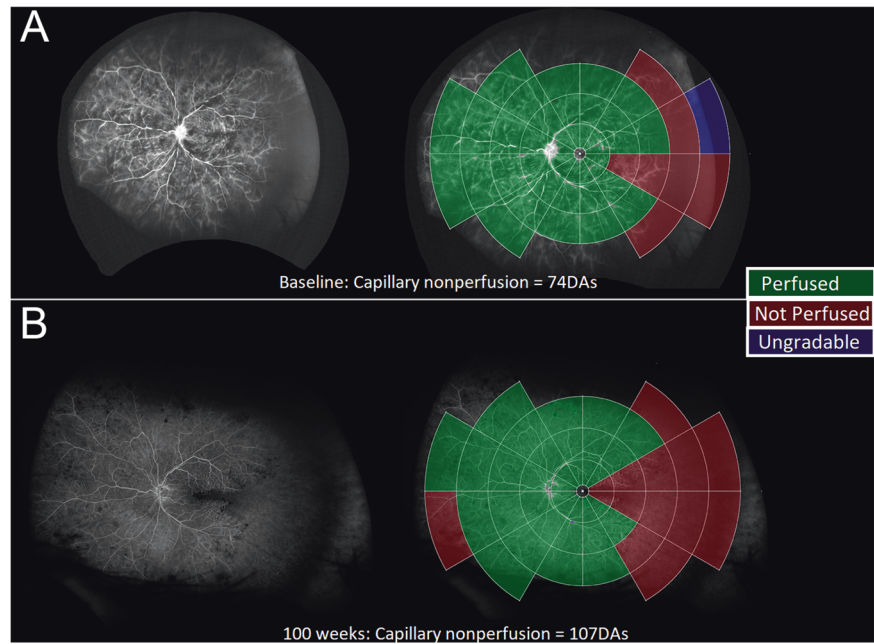 A
Baseline: Capillary nonperfusion = 74DAs
Perfused
Not Perfused
Ungradable
B
100 weeks: Capillary nonperfusion = 107DAs